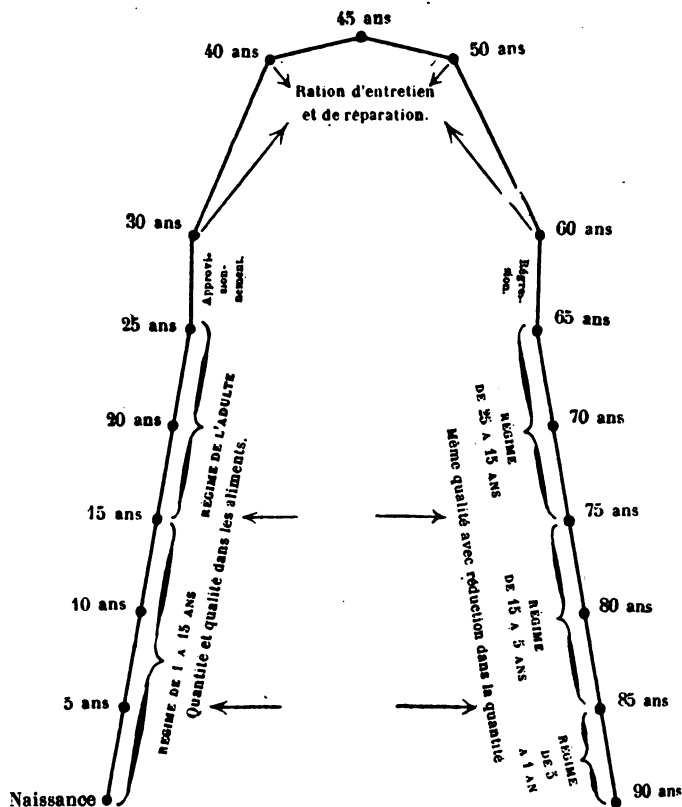 45 ans
40 ans
50 ans
Ration d'entretien
et de réparation.
30 ans
60 ans
Approvi-
sion-
nement.
Régres-
sion.
25 ans
65 ans
20 ans
70 ans
15 ans
75 ans
10 ans
80 ans
5 ans
85 ans
Naissance
90 ans
RÉGIME DE L'ADULTE
RÉGIME DE 1 A 15 ANS
Quantité et qualité dans les aliments.
Même qualité avec réduction dans la quantité
RÉGIME
DE 25 A 15 ANS
RÉGIME
DE 15 A 5 ANS
RÉGIME
DE 5
A 1 AN